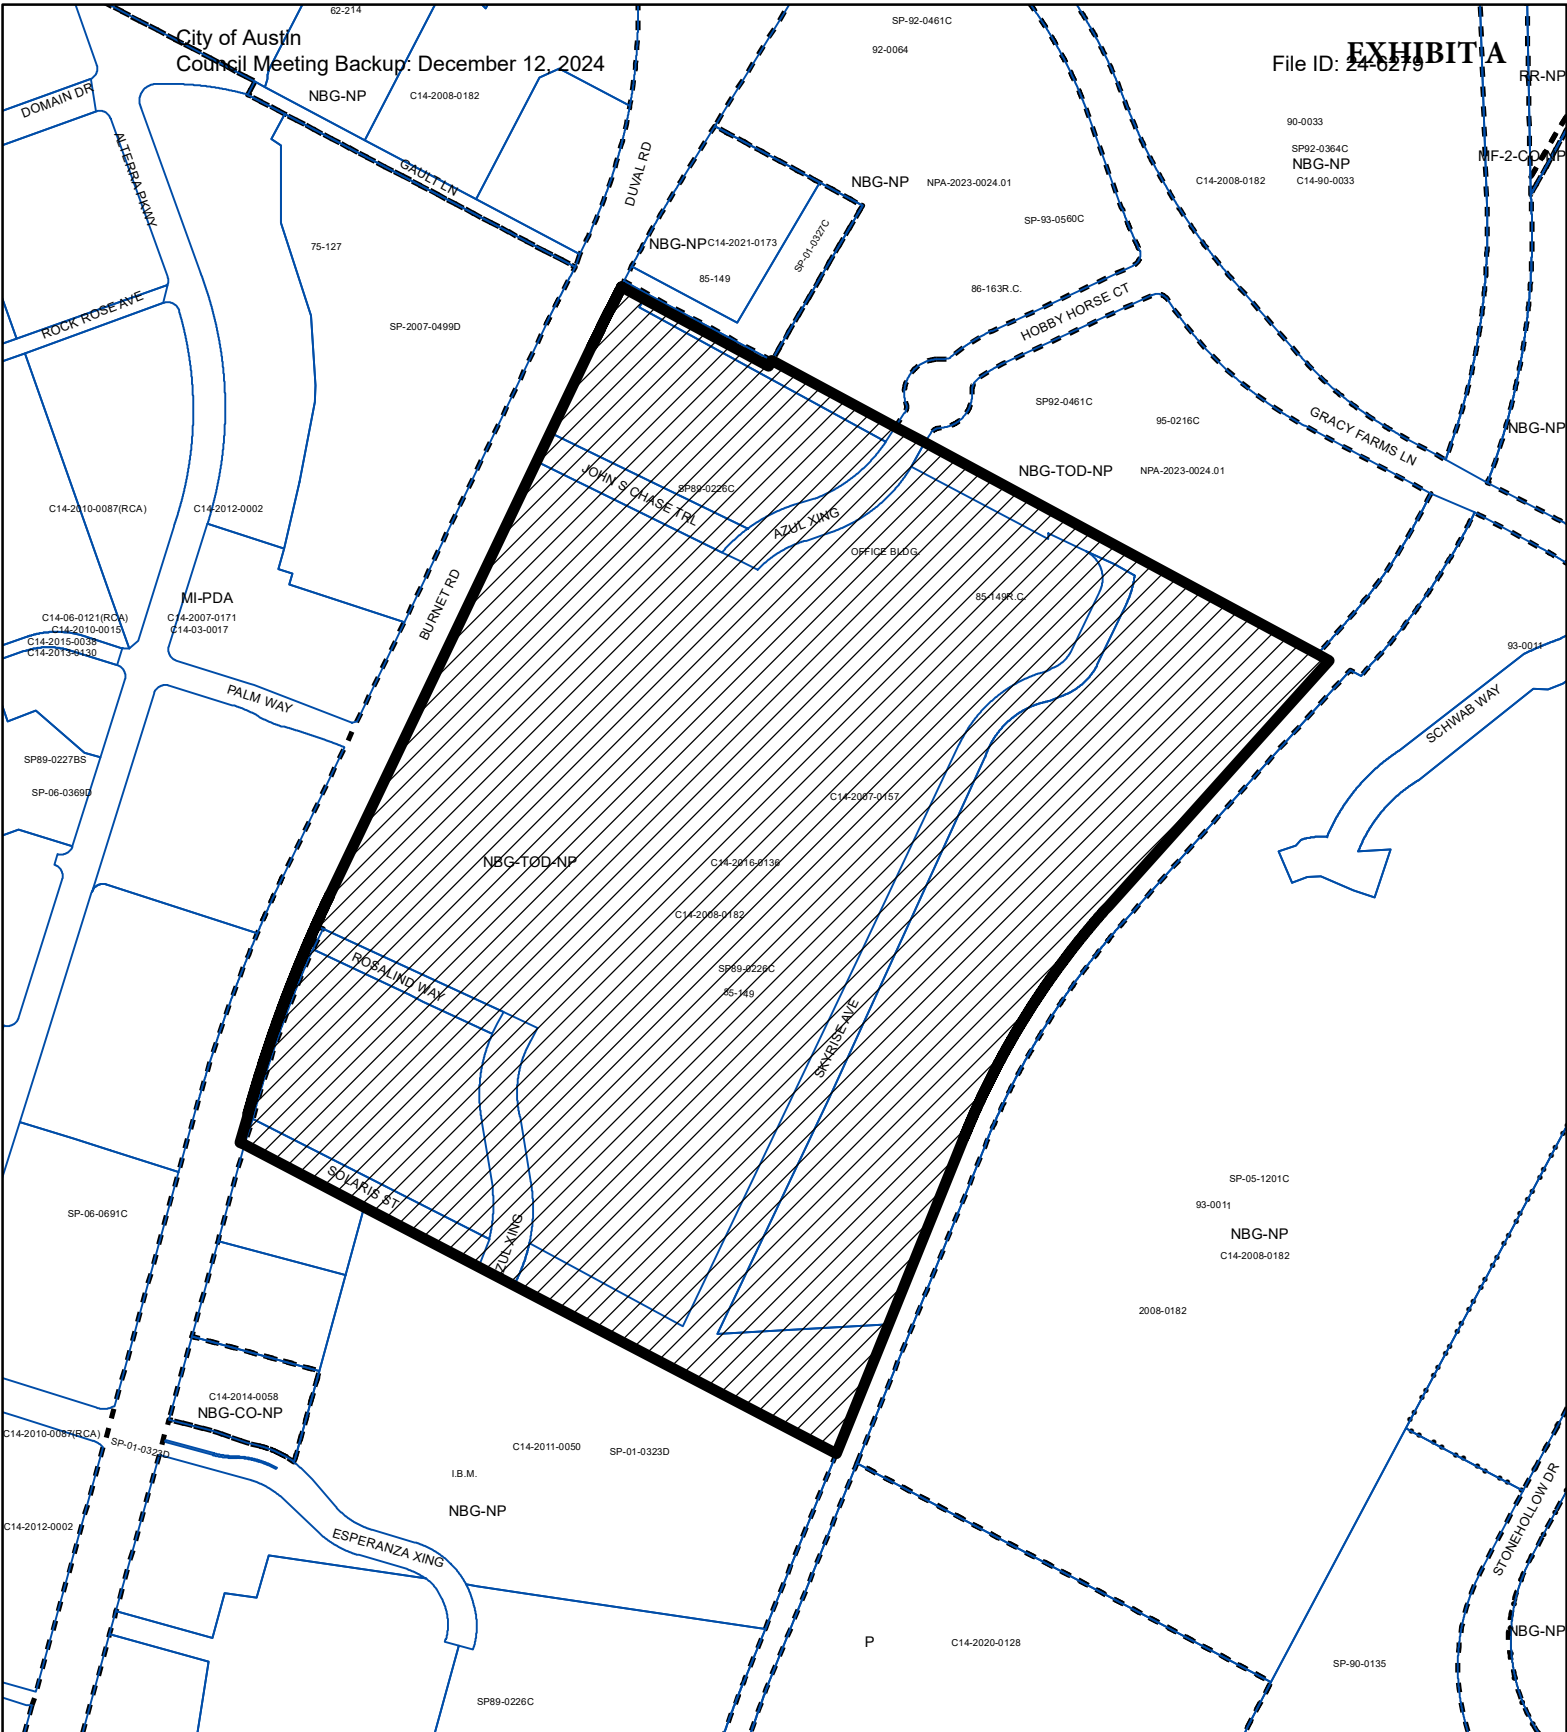 62-214
SP-92-0461C
City of Austin
EXHIBIT A
92-0064
Council Meeting Backup: December 12, 2024
File ID: 24-6279
RR-NP
DOMAIN DR
NBG-NP
C14-2008-0182
90-0033
SP92-0364C
MF-2-CO-NP
NBG-NP
GAULT LN
DUVAL RD
ALTERRA PKWY
NBG-NP
NPA-2023-0024.01
C14-2008-0182
C14-90-0033
SP-93-0560C
75-127
NBG-NP
C14-2021-0173
SP-01-0327C
85-149
86-163R.C.
ROCK ROSE AVE
HOBBY HORSE CT
SP-2007-0499D
SP92-0461C
95-0216C
GRACY FARMS LN
NBG-NP
NBG-TOD-NP
NPA-2023-0024.01
JOHN S CHASE TRL
SP89-0226C
C14-2010-0087(RCA)
C14-2012-0002
AZUL XING
OFFICE BLDG.
MI-PDA
BURNET RD
85-149R.C.
C14-06-0121(RCA)
C14-2007-0171
C14-2010-0015
C14-03-0017
C14-2015-0038
C14-2013-0130
93-0011
PALM WAY
SCHWAB WAY
SP89-0227BS
SP-06-0369D
C14-2007-0157
NBG-TOD-NP
C14-2016-0136
C14-2008-0182
ROSALIND WAY
SP89-0226C
85-149
SKYRISE AVE
SP-05-1201C
SOLARIS ST
93-0011
SP-06-0691C
ZUL XING
NBG-NP
C14-2008-0182
2008-0182
C14-2014-0058
NBG-CO-NP
C14-2010-0087(RCA)
SP-01-0323D
C14-2011-0050
SP-01-0323D
I.B.M.
NBG-NP
STONEHOLLOW DR
C14-2012-0002
ESPERANZA XING
NBG-NP
P
C14-2020-0128
SP-90-0135
SP89-0226C